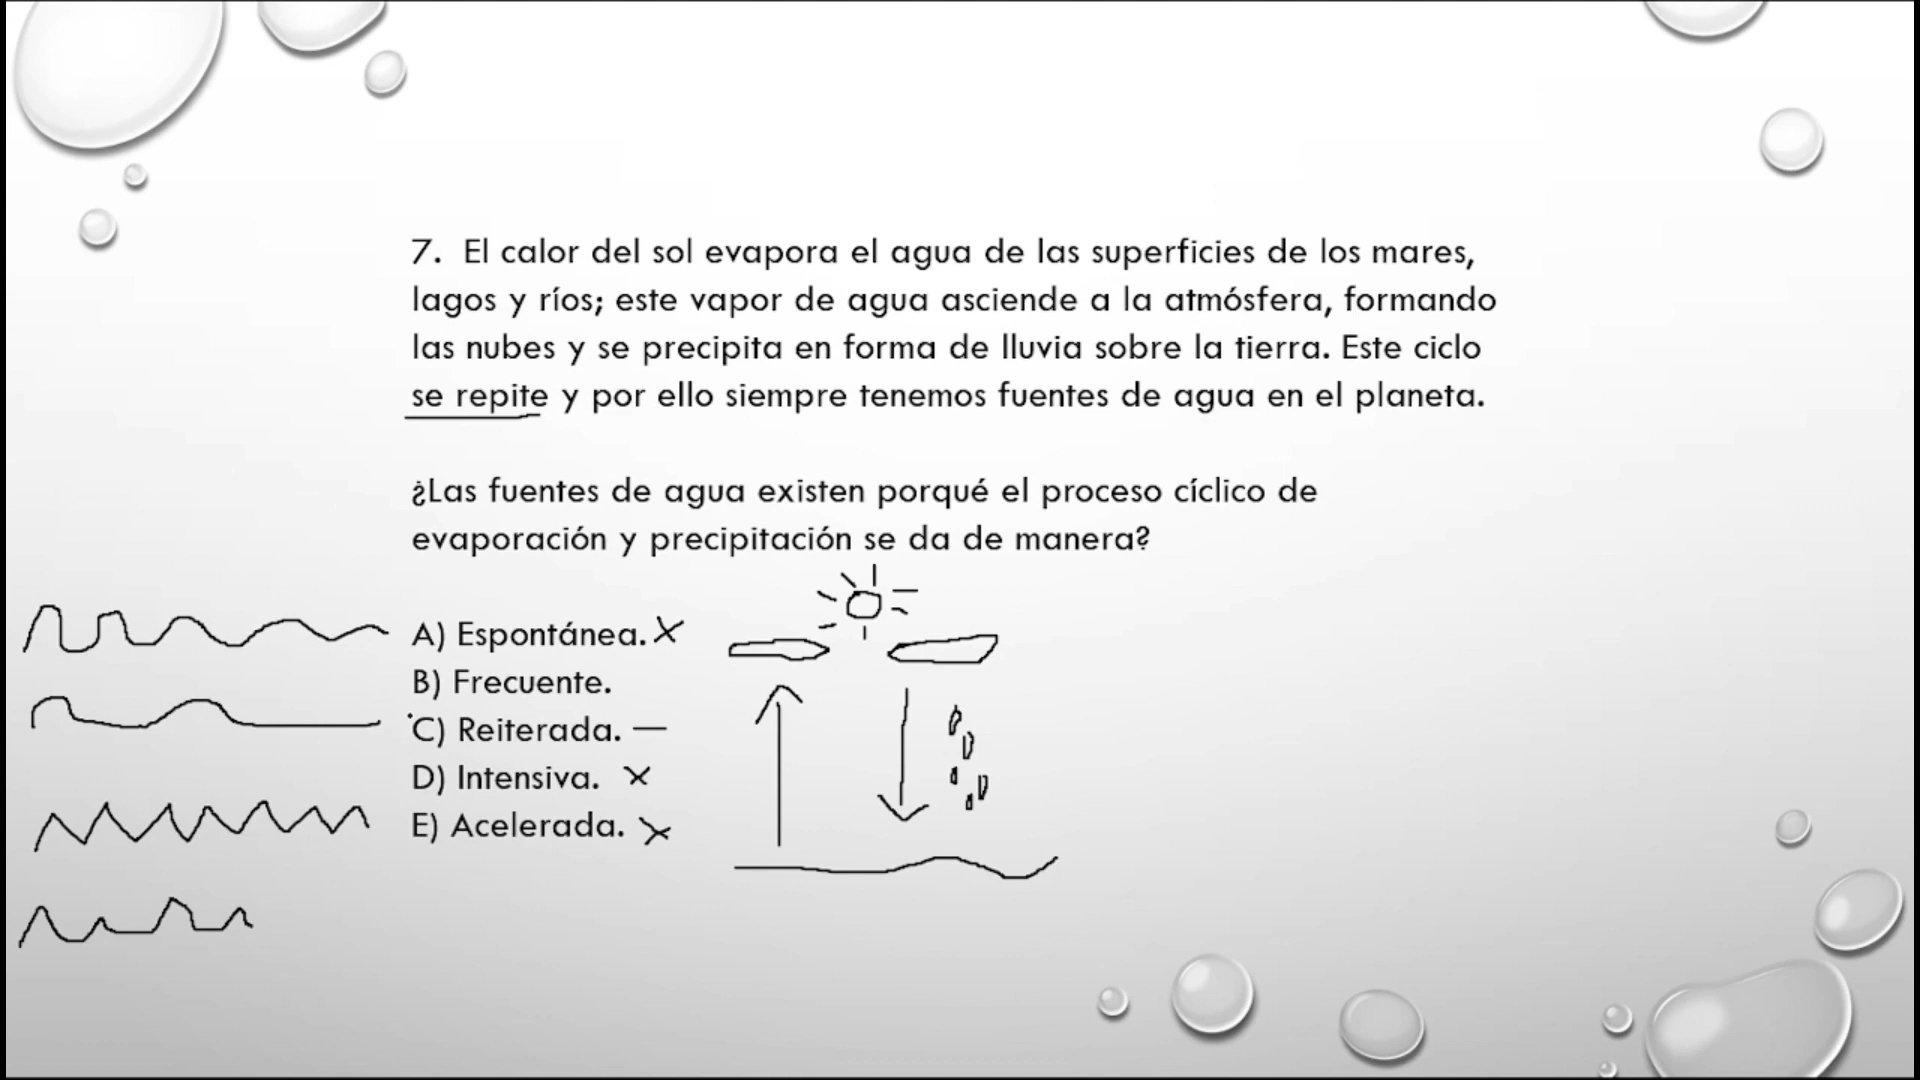 7. El calor del sol evapora el agua de las superficies de los mares,
lagos y ríos; este vapor de agua asciende a la atmósfera, formando
las nubes y se precipita en forma de lluvia sobre la tierra. Este ciclo
se repite y por ello siempre tenemos fuentes de agua en el planeta.
¿Las fuentes de agua existen porqué el proceso cíclico de
evaporación y precipitación se da de manera?
A) Espontánea.
B) Frecuente.
C) Reiterada.
D) Intensiva.
E) Acelerada.